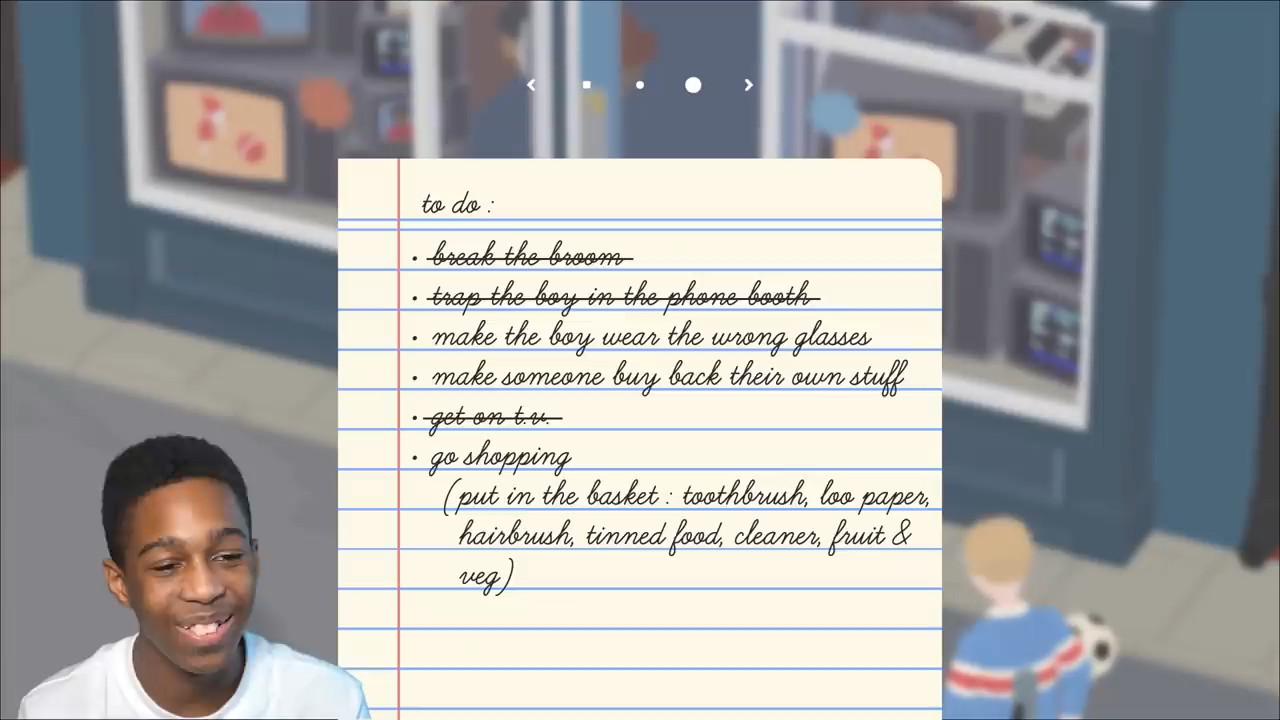 to do :
• break the broom
• trap the boy in the phone booth
• make the boy wear the wrong glasses
• make someone buy back their own stuff
• get on t.v.
• go shopping
(put in the basket : toothbrush, loo paper,
hairbrush, tinned food, cleaner, fruit &
veg)